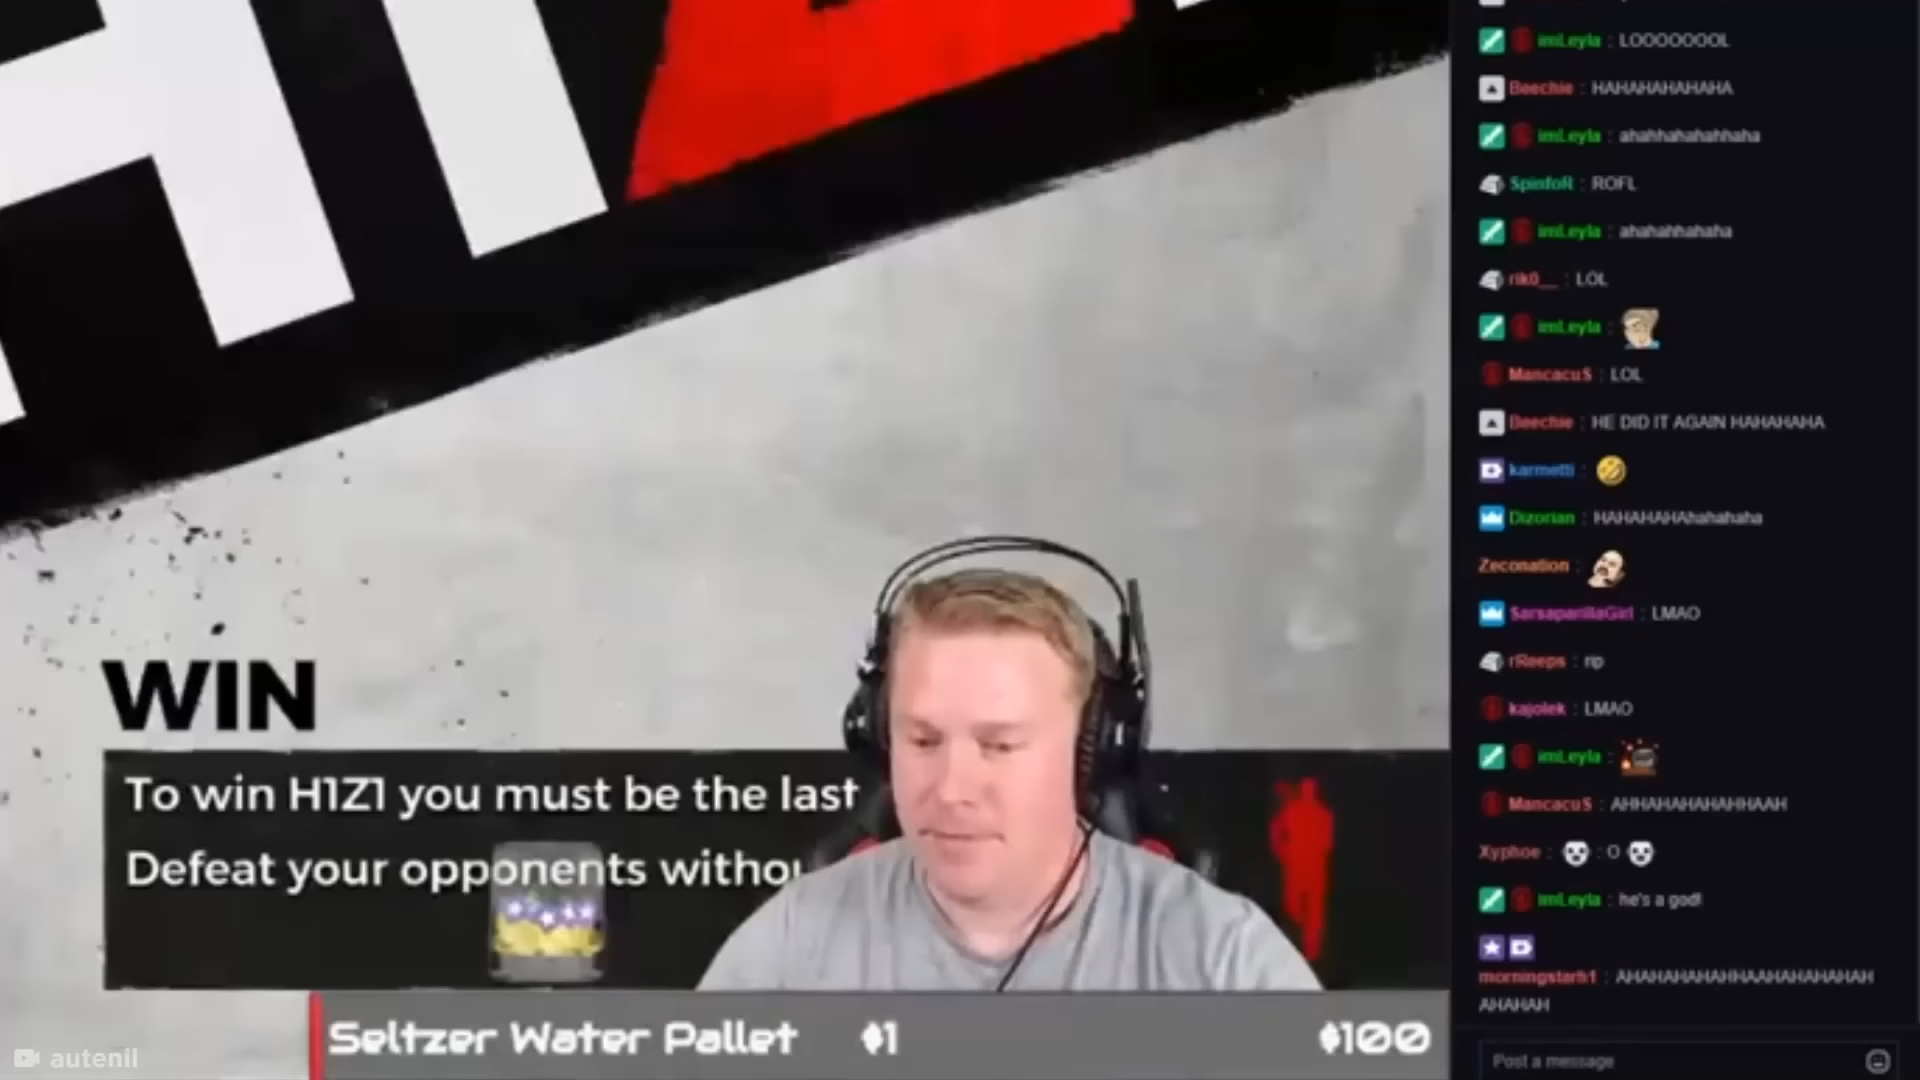 WIN
To win H1Z1 you must be the last
Defeat your opponents withou
Seltzer Water Pallet 1 100
autenil
imLeyla : LOOOOOOOL
Beechie : HAHAHAHAHAHA
imLeyla : ahahhahahahhaha
SpinfoR : ROFL
imLeyla : ahahahhahaha
rik0__ : LOL
imLeyla :
MancacuS : LOL
Beechie : HE DID IT AGAIN HAHAHAHA
karmetti :
Dizorian : HAHAHAHAhahahaha
Zeconation :
SarsaparillaGirl : LMAO
rReeps : rip
kajolek : LMAO
imLeyla :
MancacuS : AHHAHAHAHAHHAAH
Xyphoe : : O
imLeyla : he's a god!
morningstarh1 : AHAHAHAHAHHAAHAHAHAHAH
AHAHAH
Post a message